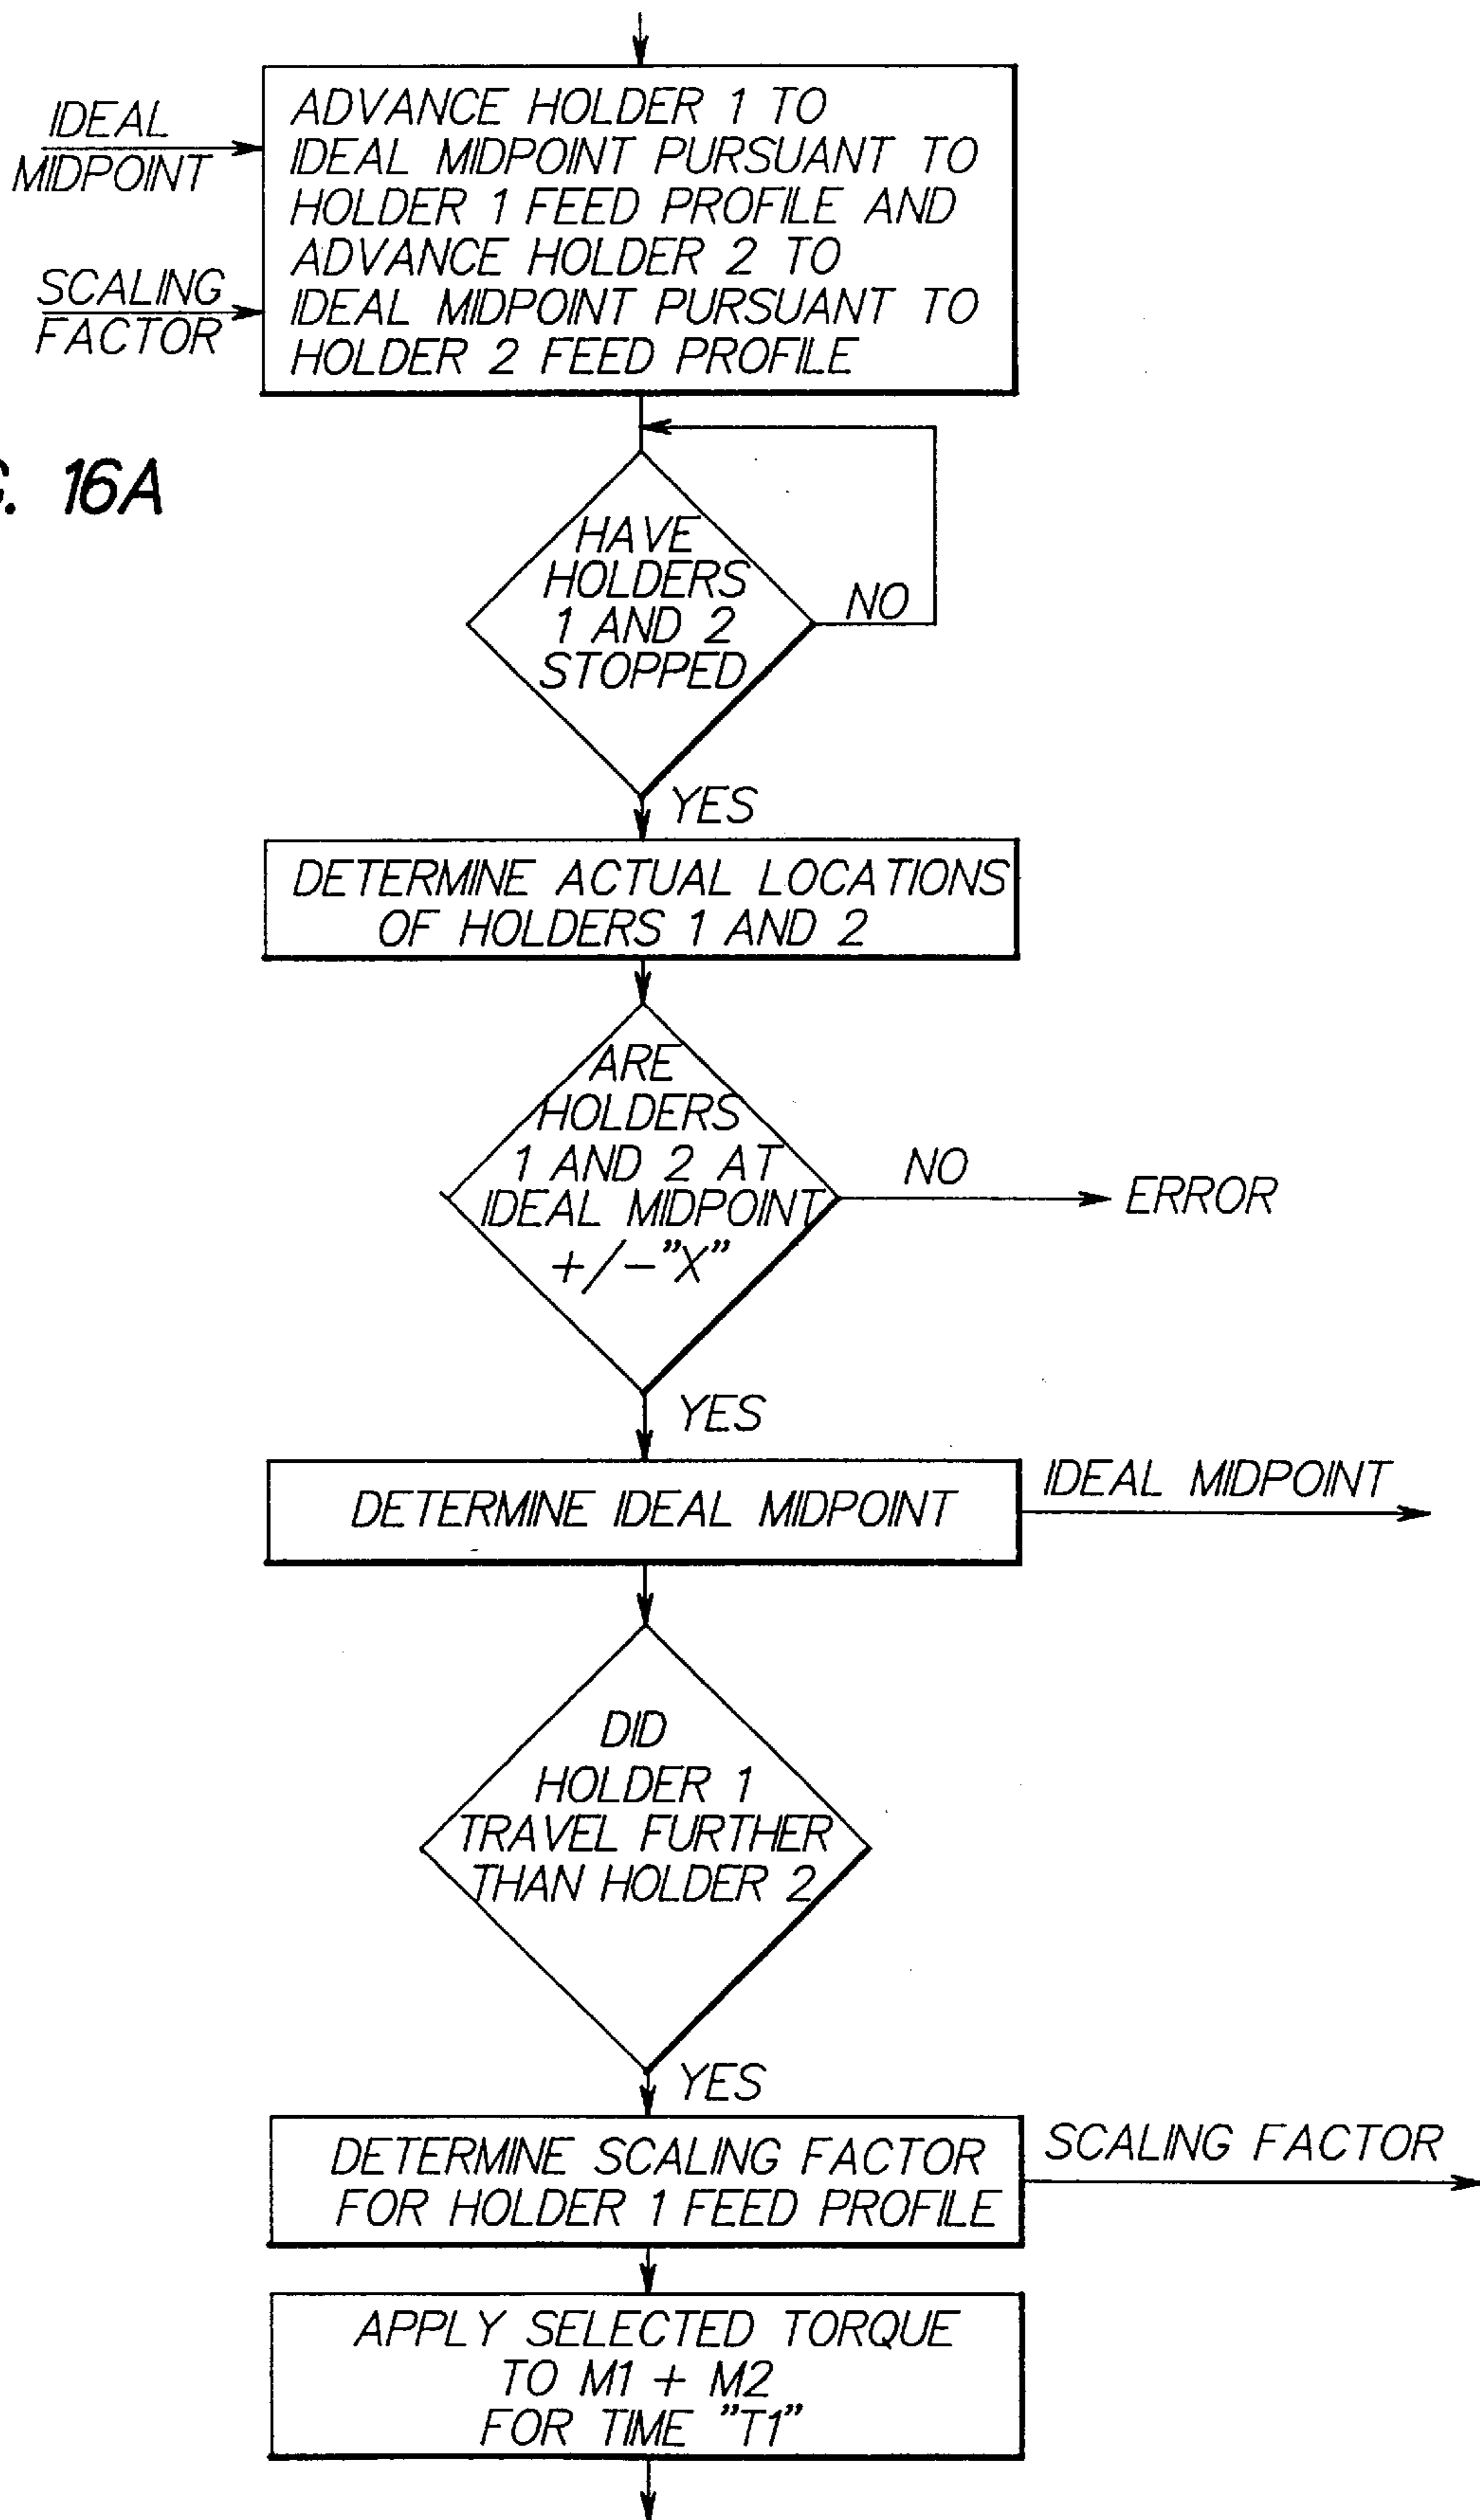 IDEAL
MIDPOINT
SCALING
FACTOR
ADVANCE HOLDER 1 TO
IDEAL MIDPOINT PURSUANT TO
HOLDER 1 FEED PROFILE AND
ADVANCE HOLDER 2 TO
IDEAL MIDPOINT PURSUANT TO
HOLDER 2 FEED PROFILE
16A
HAVE
HOLDERS
1 AND 2
STOPPED
NO
YES
DETERMINE ACTUAL LOCATIONS
OF HOLDERS 1 AND 2
ARE
HOLDERS
1 AND 2 AT
IDEAL MIDPOINT
+/-"X"
NO
ERROR
YES
DETERMINE IDEAL MIDPOINT
IDEAL MIDPOINT
DID
HOLDER 1
TRAVEL FURTHER
THAN HOLDER 2
YES
DETERMINE SCALING FACTOR
FOR HOLDER 1 FEED PROFILE
SCALING FACTOR
APPLY SELECTED TORQUE
TO M1 + M2
FOR TIME "T1"